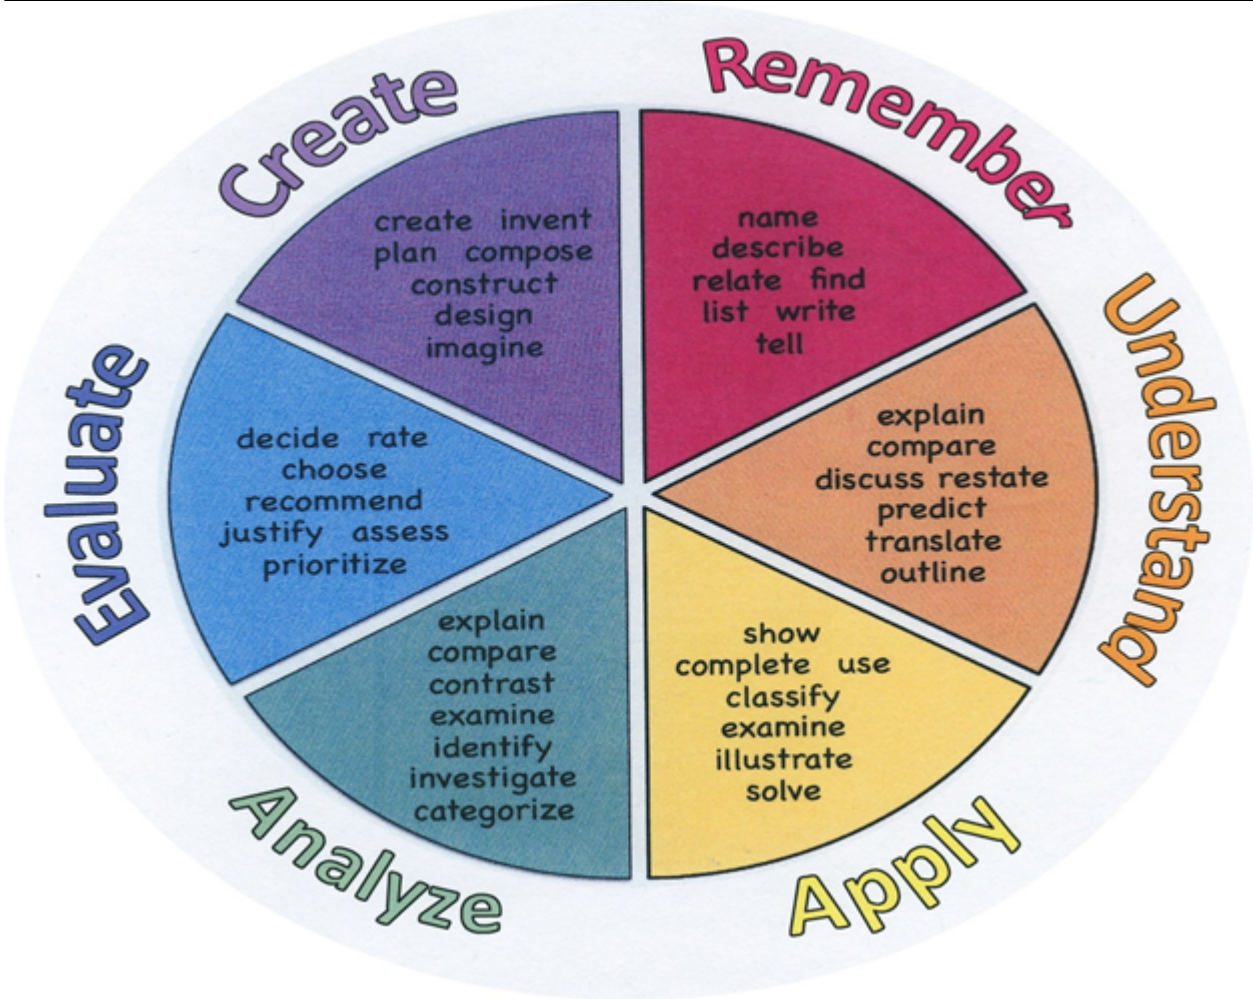 Remember
name
describe
relate find
list write
tell
Understand
explain
compare
discuss restate
predict
translate
outline
Apply
show
complete use
classify
examine
illustrate
solve
Analyze
explain
compare
contrast
examine
identify
investigate
categorize
Evaluate
decide rate
choose
recommend
justify assess
prioritize
Create
create invent
plan compose
construct
design
imagine